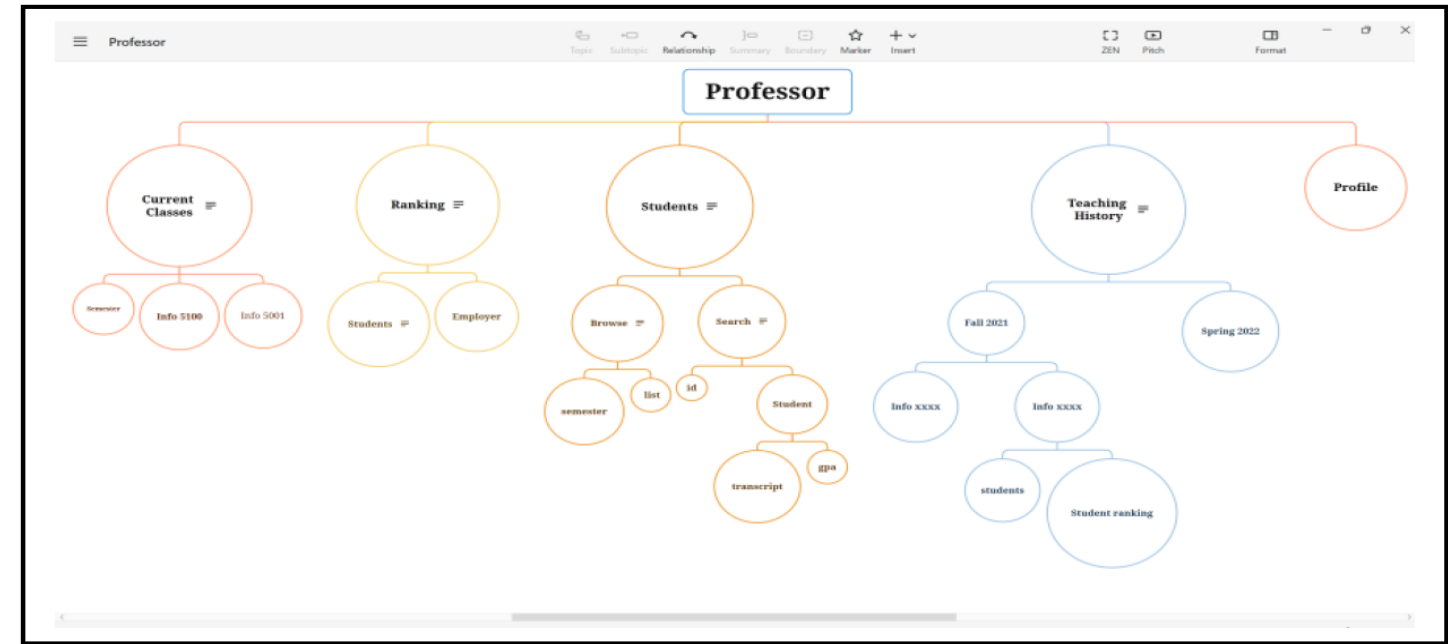 Professor
Topic Subtopic Relationship Summary Boundary Marker Insert
ZEN Pitch
Format
Professor
Current
Classes
Ranking
Students
Teaching
History
Profile
Semester
Info 5100
Info 5001
Students
Employer
Browse
Search
Fall 2021
Spring 2022
semester
list
id
Student
Info xxxx
Info xxxx
transcript
gpa
students
Student ranking